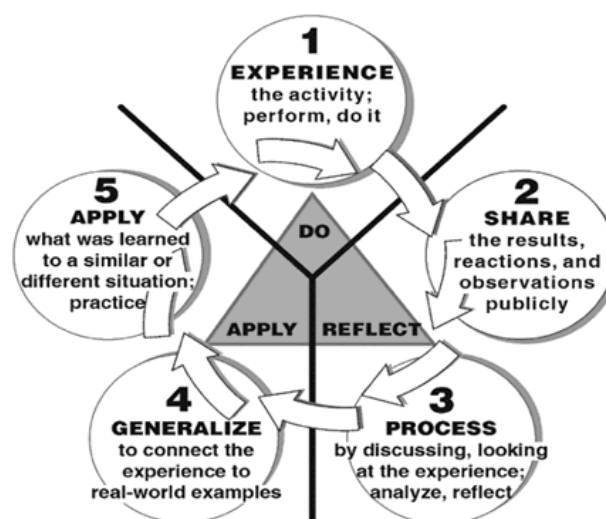 1
EXPERIENCE
the activity;
perform, do it
2
SHARE
the results,
reactions, and
observations
publicly
3
PROCESS
by discussing, looking
at the experience;
analyze, reflect
4
GENERALIZE
to connect the
experience to
real-world examples
5
APPLY
what was learned
to a similar or
different situation;
practice
DO
REFLECT
APPLY